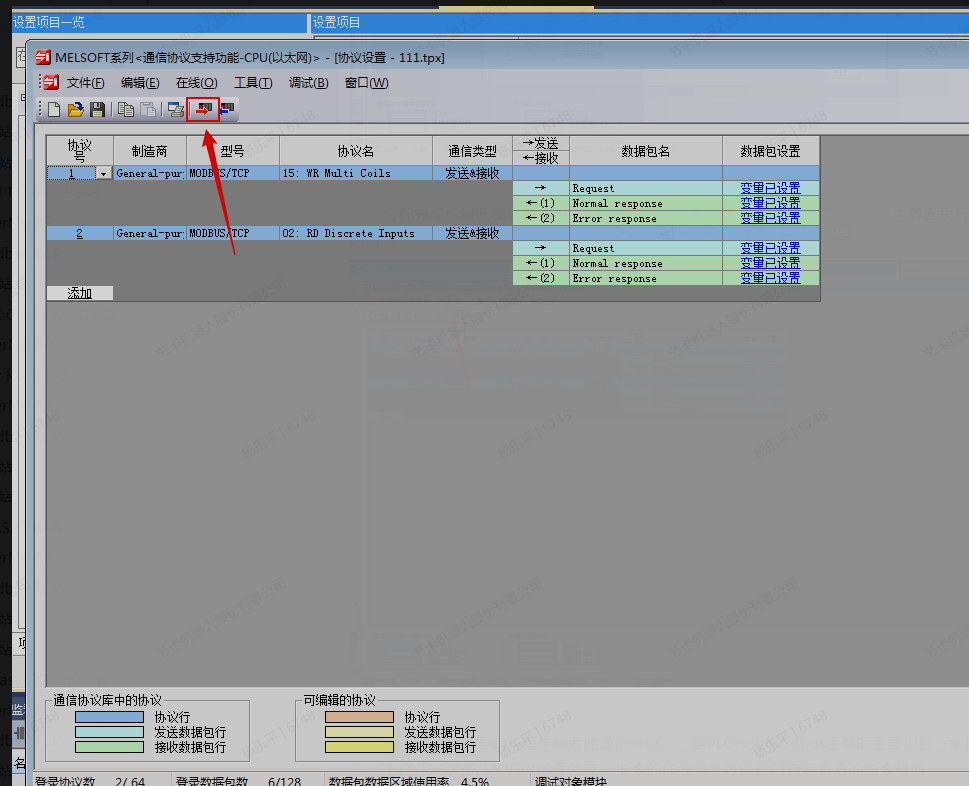 设置项目一览 设置项目
MELSOFT系列<通信协议支持功能-CPU(以太网)> - [协议设置 - 111.tpx]
文件(F) 编辑(E) 在线(O) 工具(T) 调试(B) 窗口(W)
协议号 制造商 型号 协议名 通信类型 →发送 ←接收 数据包名 数据包设置
1 General-pur MODBUS/TCP 15: WR Multi Coils 发送&接收
→ Request 变量已设置
←(1) Normal response 变量已设置
←(2) Error response 变量已设置
2 General-pur MODBUS/TCP 02: RD Discrete Inputs 发送&接收
→ Request 变量已设置
←(1) Normal response 变量已设置
←(2) Error response 变量已设置
添加
通信协议库中的协议 可编辑的协议
协议行 协议行
发送数据包行 发送数据包行
接收数据包行 接收数据包行
登录协议数 2/ 64 登录数据包数 6/128 数据包数据区域使用率 4.5% 调试对象模块